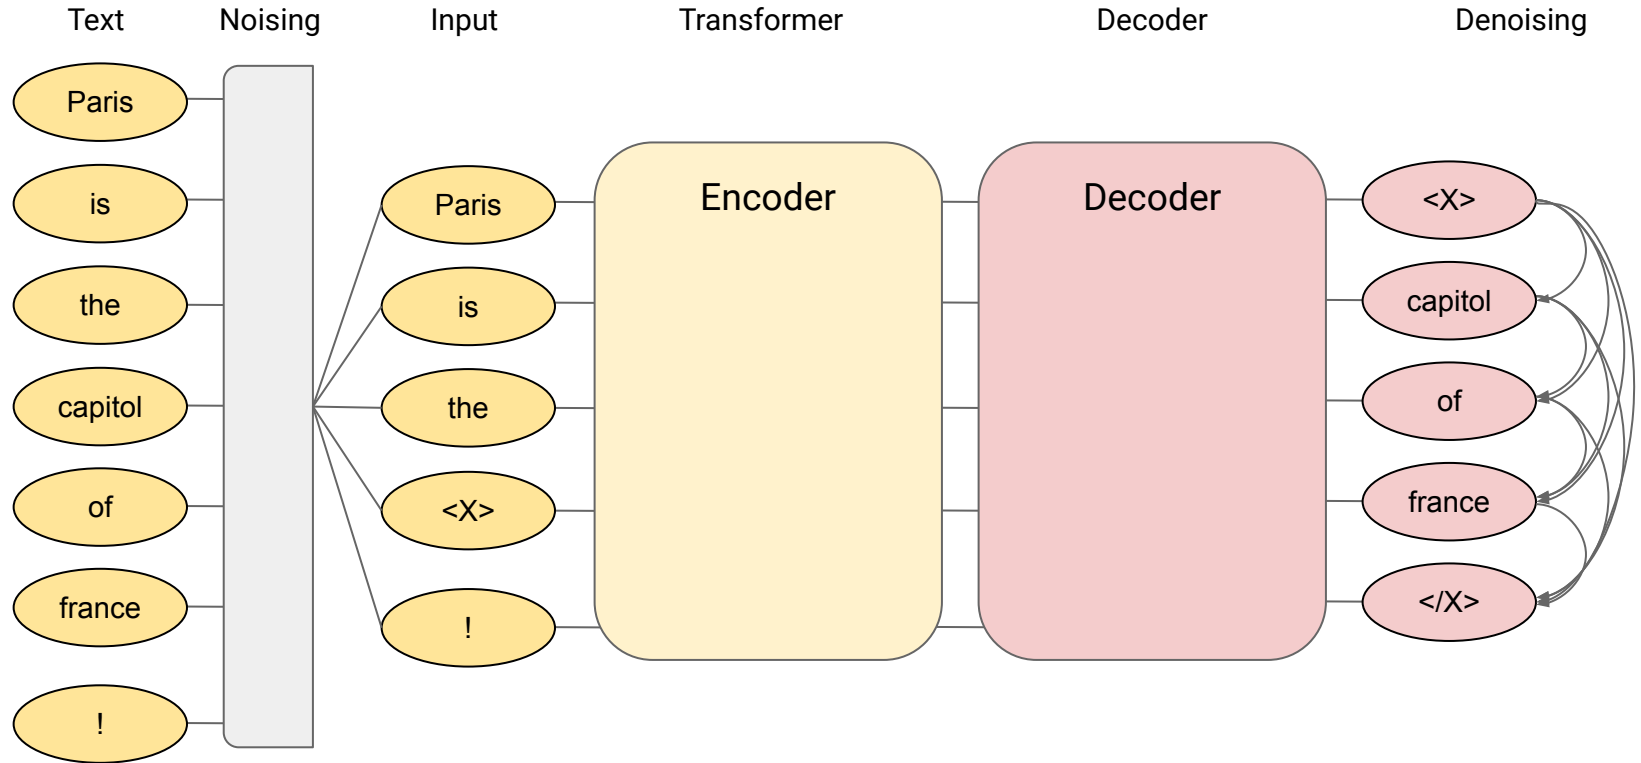 Text Noising Input Transformer Decoder Denoising
Paris
is
the
capitol
of
france
!
Paris
is
the
<X>
!
Encoder
Decoder
<X>
capitol
of
france
</X>